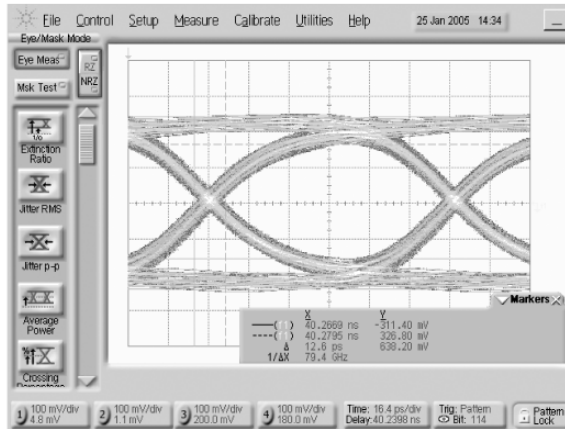 File Control Setup Measure Calibrate Utilities Help 25 Jan 2005 14:34
Eye/Mask Mode
Eye Meas
RZ
NRZ
Msk Test
Extinction
Ratio
Jitter RMS
Jitter p-p
Average
Power
Crossing
Markers
X Y
40.2669 ns -311.40 mV
40.2795 ns 326.80 mV
Δ 12.6 ps 638.20 mV
1/ΔX 79.4 GHz
1) 100 mV/div 4.8 mV
2) 100 mV/div 1.1 mV
3) 100 mV/div 200.0 mV
4) 100 mV/div 180.0 mV
Time: 16.4 ps/div
Delay: 40.2398 ns
Trig: Pattern
Bit: 114
Pattern
Lock